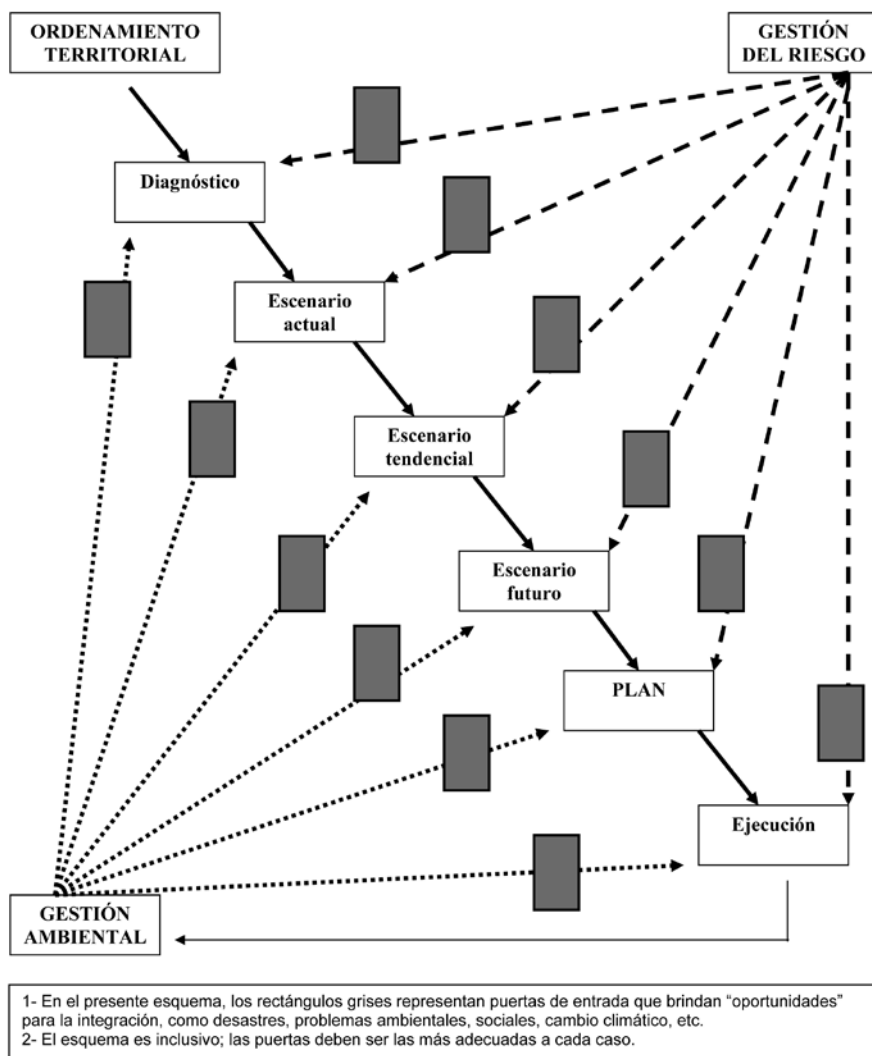 ORDENAMIENTO
TERRITORIAL
GESTIÓN
DEL RIESGO
Diagnóstico
Escenario
actual
Escenario
tendencial
Escenario
futuro
PLAN
Ejecución
GESTIÓN
AMBIENTAL
1- En el presente esquema, los rectángulos grises representan puertas de entrada que brindan “oportunidades”
para la integración, como desastres, problemas ambientales, sociales, cambio climático, etc.
2- El esquema es inclusivo; las puertas deben ser las más adecuadas a cada caso.